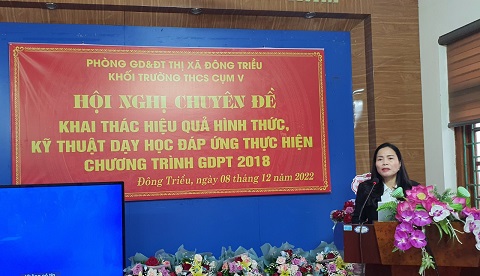 PHÒNG GD&ĐT THỊ XÃ ĐÔNG TRIỀU
KHỐI TRƯỜNG THCS CỤM V
HỘI NGHỊ CHUYÊN ĐỀ
KHAI THÁC HIỆU QUẢ HÌNH THỨC,
KỸ THUẬT DẠY HỌC ĐÁP ỨNG THỰC HIỆN
CHƯƠNG TRÌNH GDPT 2018
Đông Triều, ngày 08 tháng 12 năm 2022